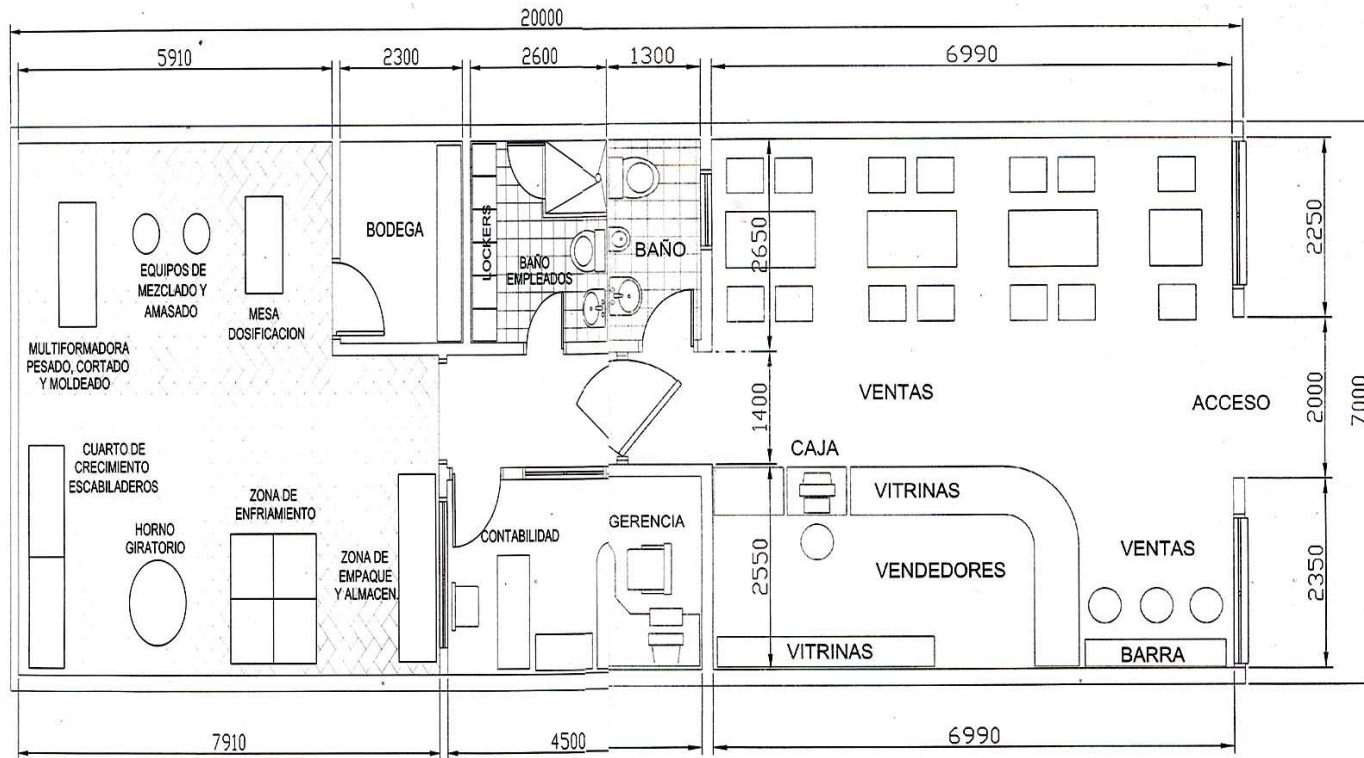 20000
5910
2300
2600
1300
6990
BODEGA
LOCKERS
BAÑO
EMPLEADOS
BAÑO
2650
2250
EQUIPOS DE
MEZCLADO Y
AMASADO
MESA
DOSIFICACION
MULTIFORMADORA
PESADO, CORTADO
Y MOLDEADO
1400
VENTAS
ACCESO
2000
7000
CUARTO DE
CRECIMIENTO
ESCABILADEROS
CAJA
VITRINAS
ZONA DE
ENFRIAMIENTO
HORNO
GIRATORIO
ZONA DE
EMPAQUE
Y ALMACEN.
CONTABILIDAD
GERENCIA
2550
VENDEDORES
VENTAS
2350
VITRINAS
BARRA
7910
4500
6990